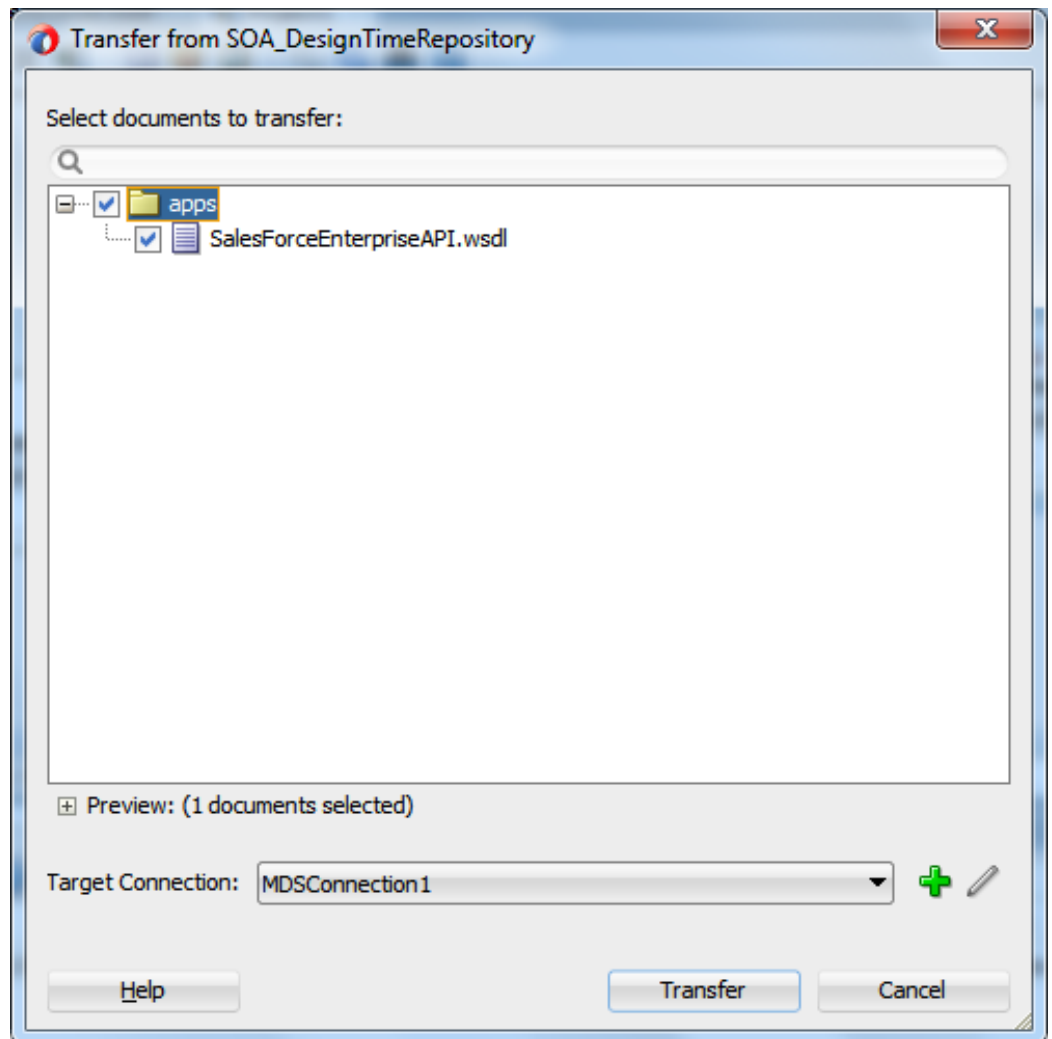 Transfer from SOA_DesignTimeRepository
Select documents to transfer:
apps
SalesForceEnterpriseAPI.wsdl
Preview: (1 documents selected)
Target Connection: MDSConnection1
Help Transfer Cancel